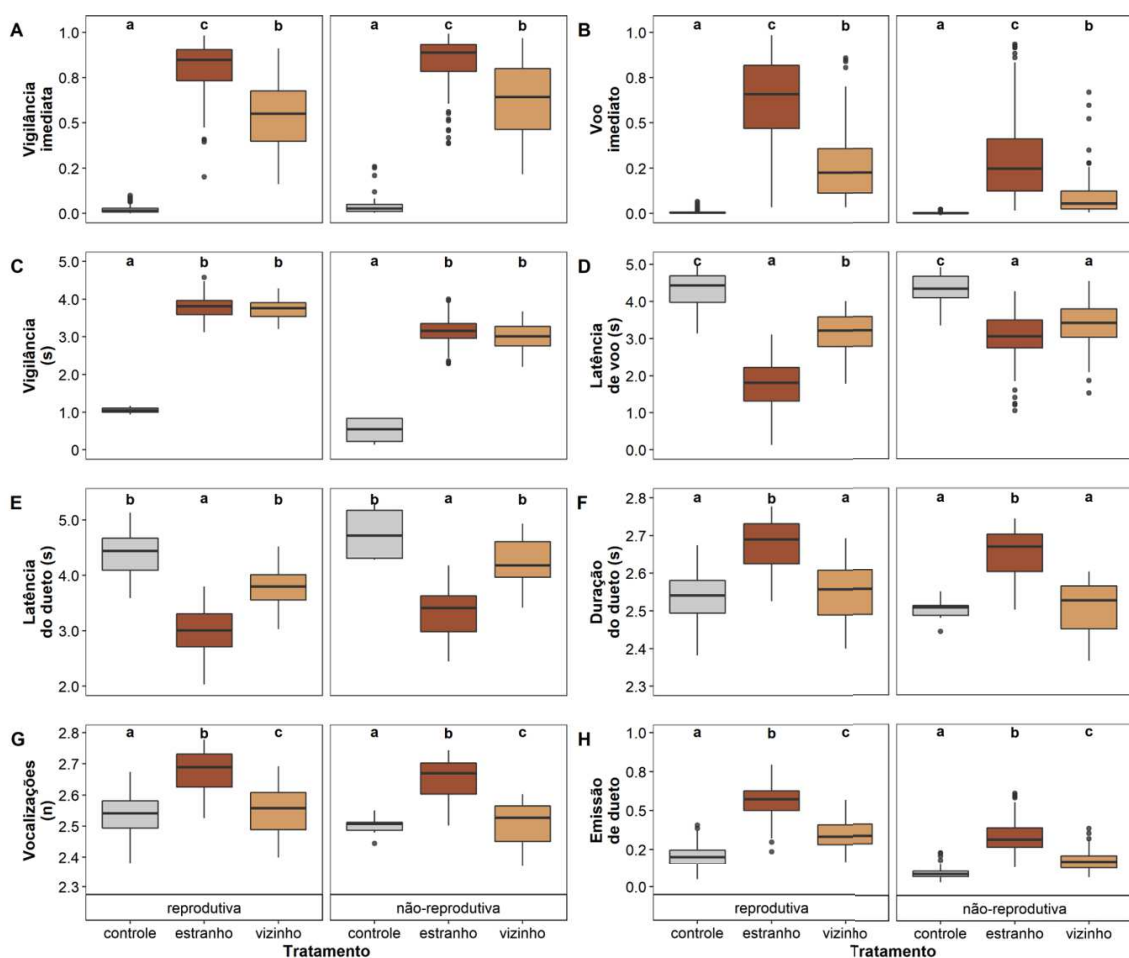 A
Vigilância
imediata
1.0
0.8
0.5
0.2
0.0
a c b
a c b
B
Voo
imediato
1.0
0.8
0.5
0.2
0.0
a c b
a c b
C
Vigilância
(s)
5.0
4.0
3.0
2.0
1.0
0
a b b
a b b
D
Latência
de voo (s)
5.0
4.0
3.0
2.0
1.0
0.0
c a b
c a a
E
Latência
do dueto (s)
5.0
4.0
3.0
2.0
b a b
b a b
F
Duração
do dueto (s)
2.8
2.7
2.6
2.5
2.4
2.3
a b a
a b a
G
Vocalizações
(n)
2.8
2.7
2.6
2.5
2.4
2.3
a b c
a b c
H
Emissão
de dueto
1.0
0.8
0.5
0.2
0.0
a b c
a b c
reprodutiva não-reprodutiva
controle estranho vizinho controle estranho vizinho
Tratamento
reprodutiva não-reprodutiva
controle estranho vizinho controle estranho vizinho
Tratamento